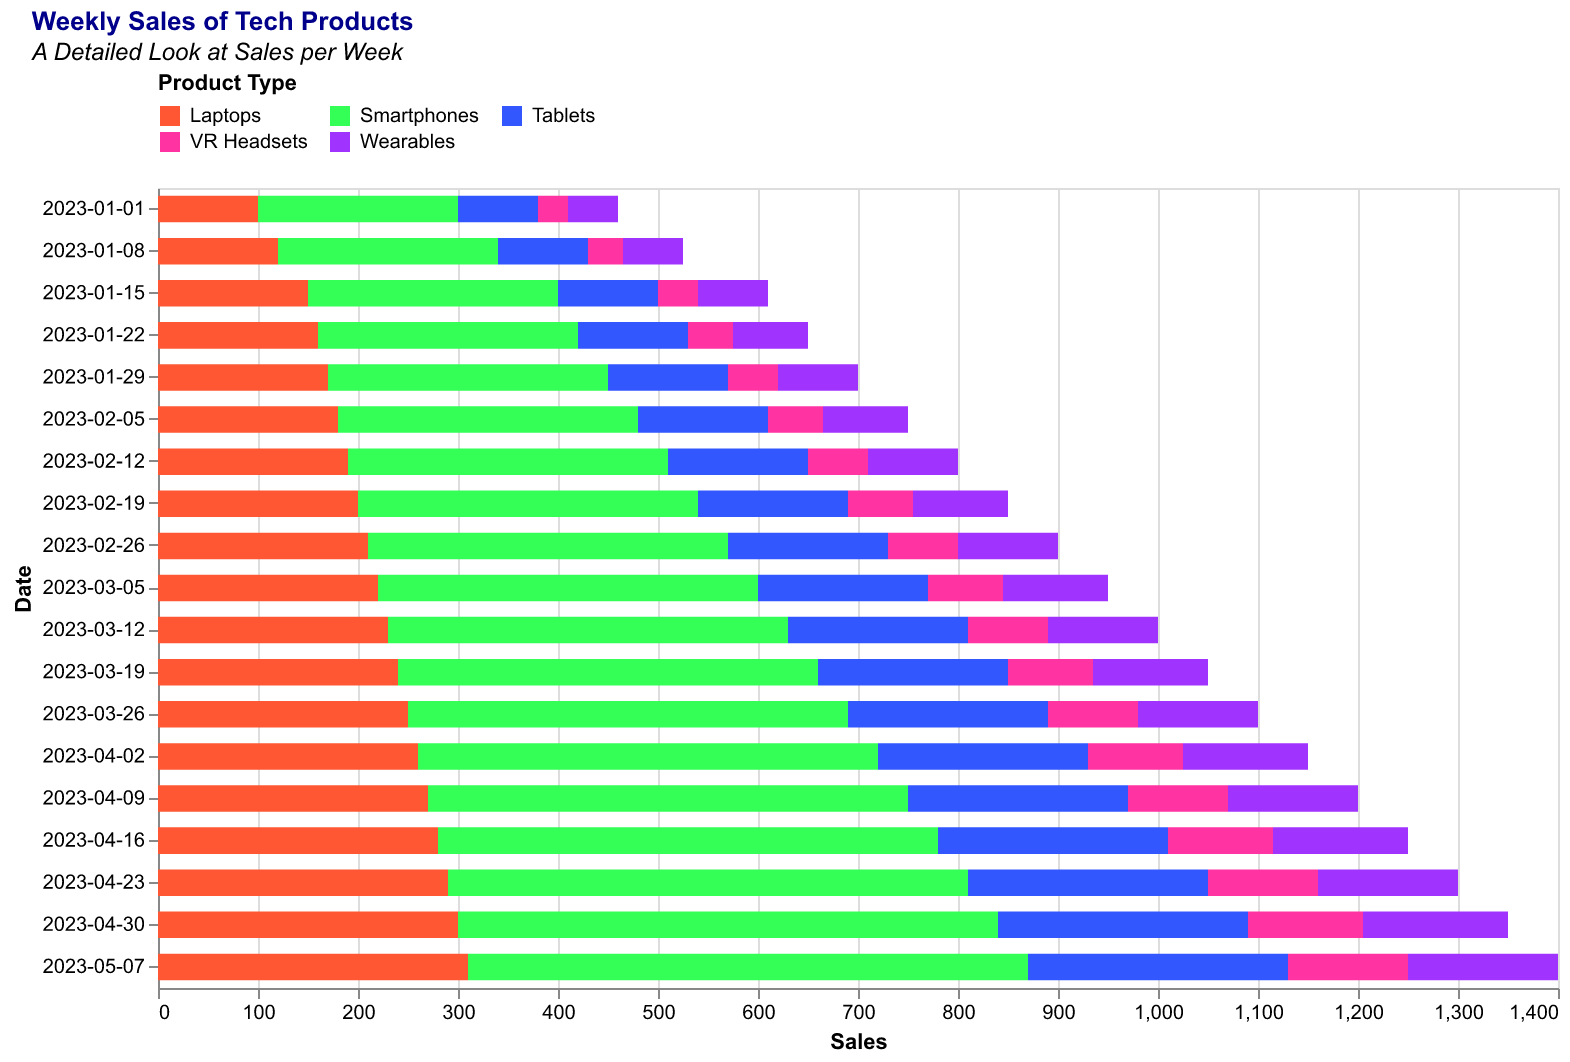 Weekly Sales of Tech Products
A Detailed Look at Sales per Week
Product Type
Laptops Smartphones Tablets
VR Headsets Wearables
2023-01-01
2023-01-08
2023-01-15
2023-01-22
2023-01-29
2023-02-05
2023-02-12
2023-02-19
2023-02-26
2023-03-05
2023-03-12
2023-03-19
2023-03-26
2023-04-02
2023-04-09
2023-04-16
2023-04-23
2023-04-30
2023-05-07
Date
0 100 200 300 400 500 600 700 800 900 1,000 1,100 1,200 1,300 1,400
Sales